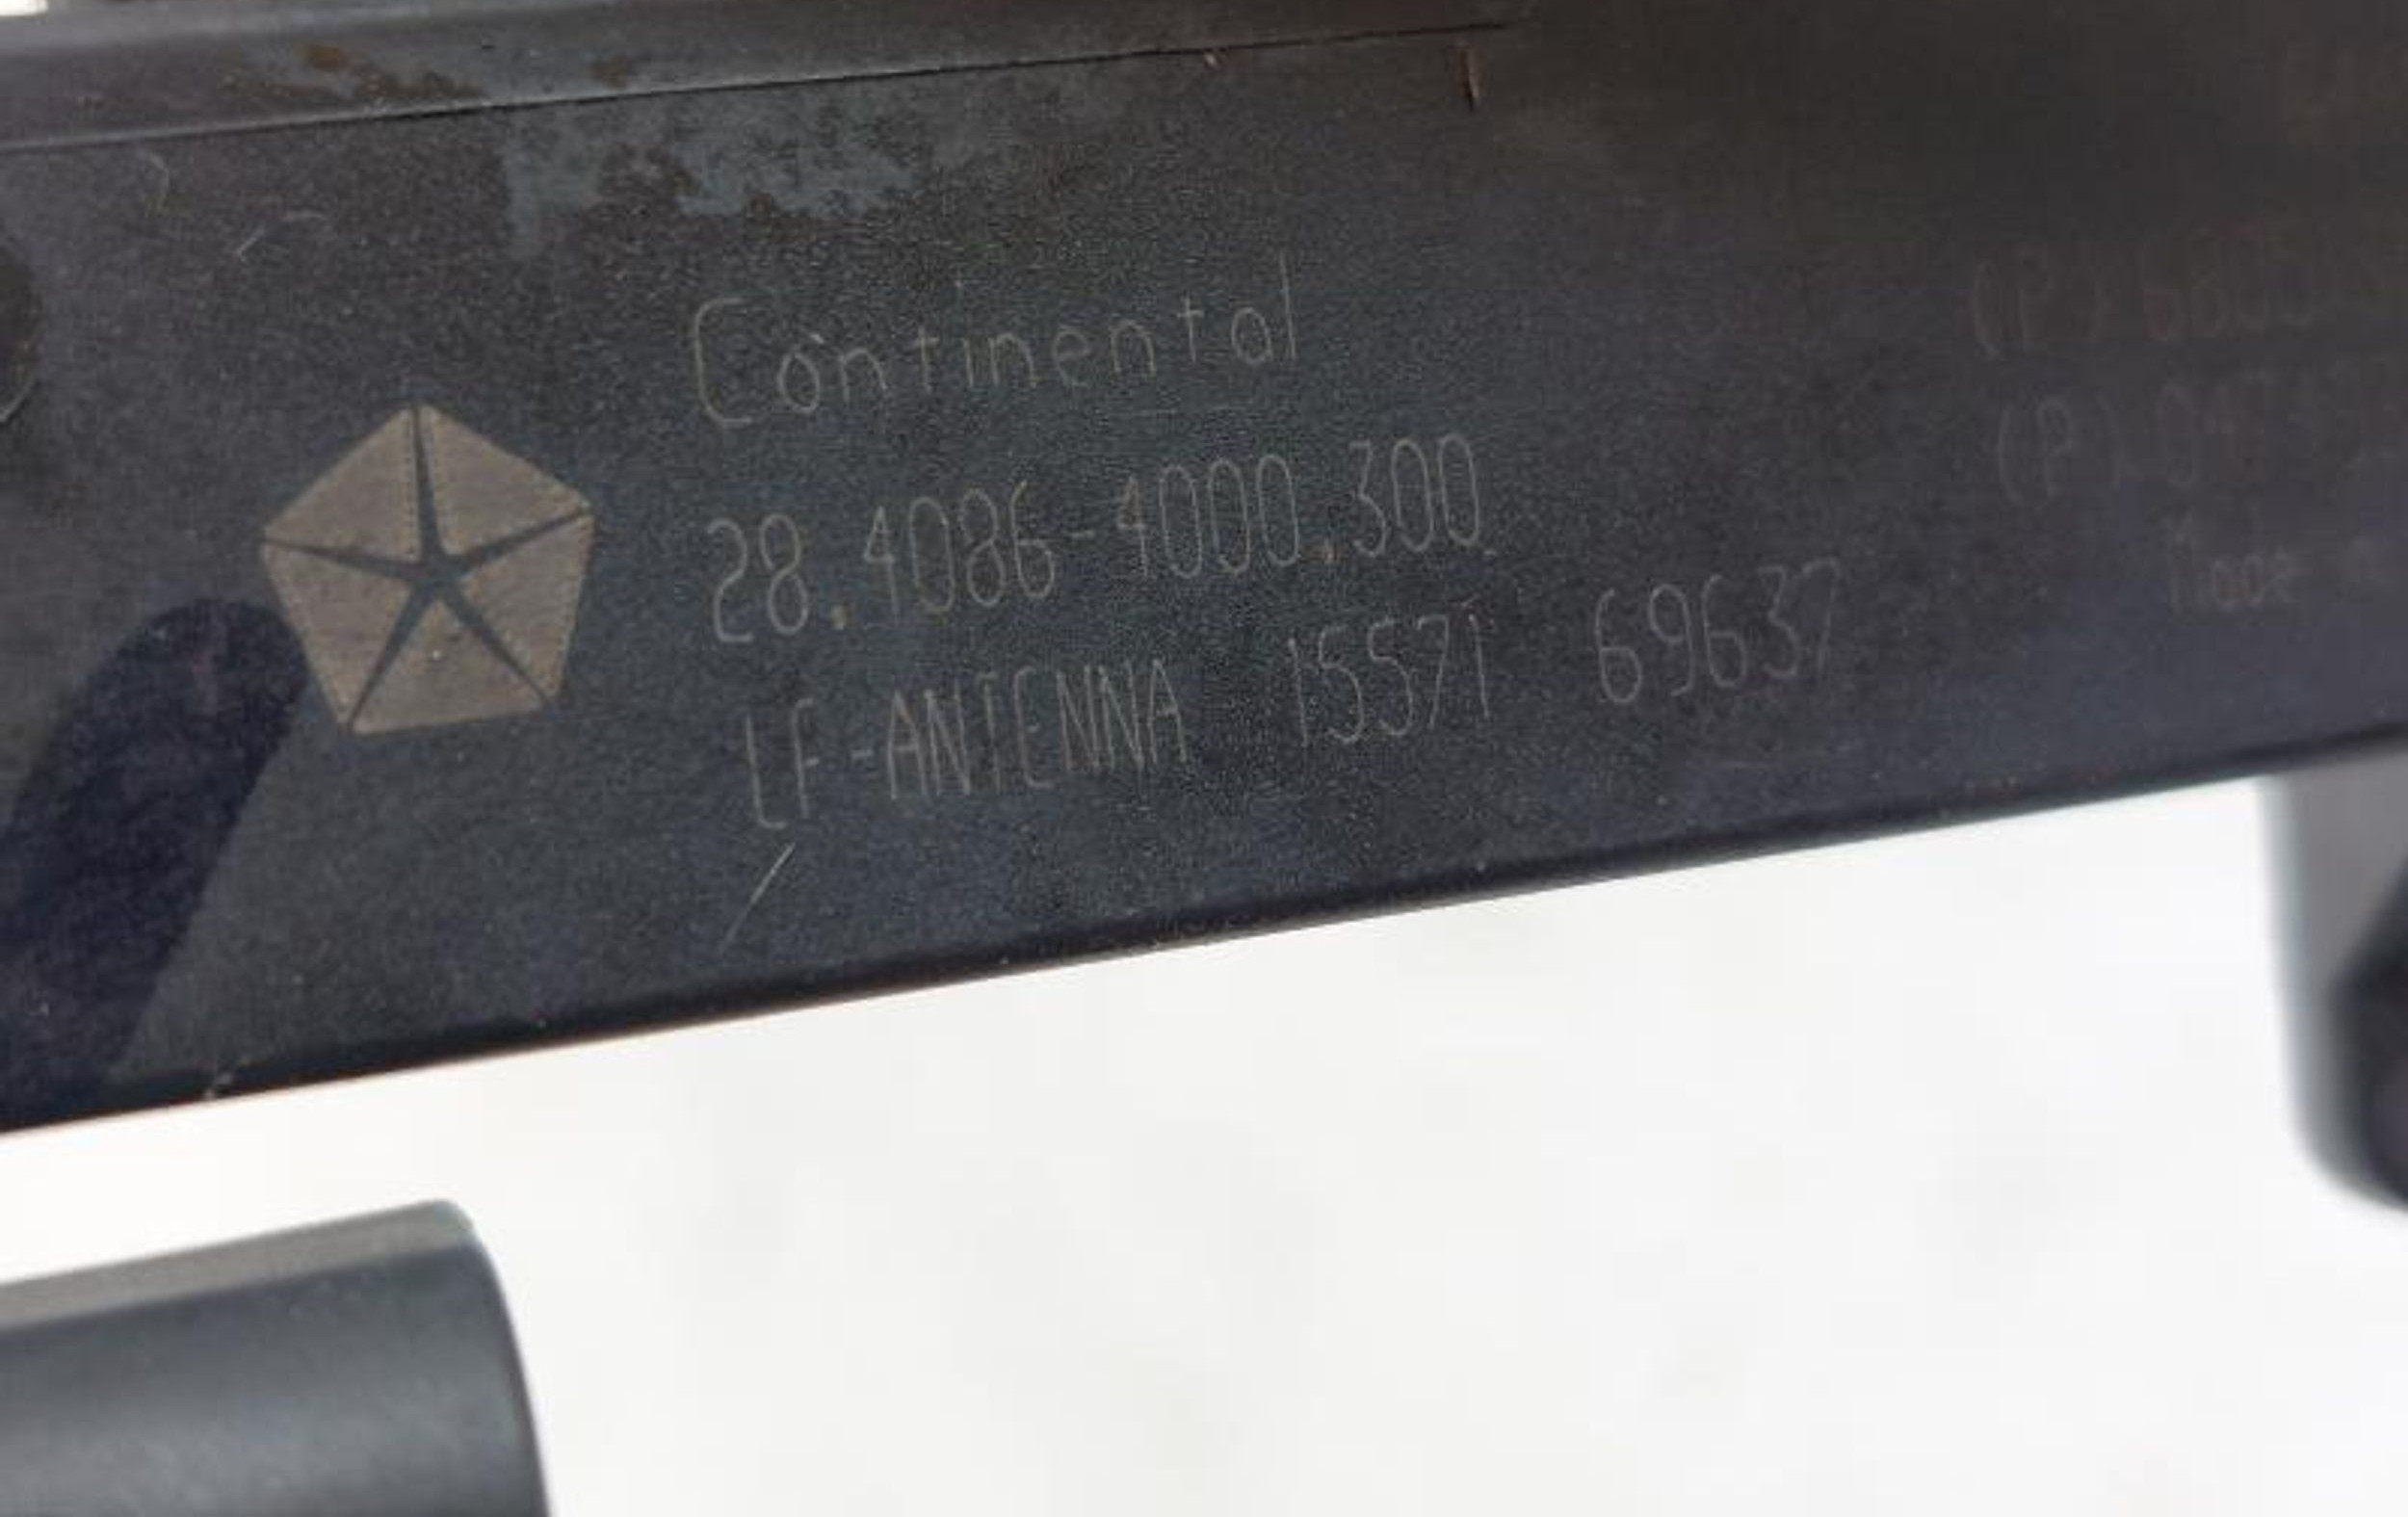 Continental
28.4086-4000.300
LF-ANTENNA 15571 69637
(P)